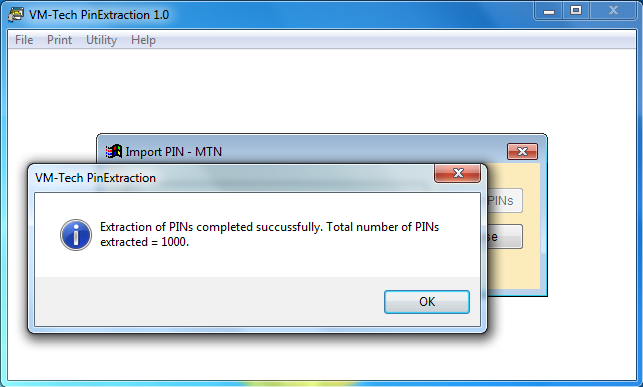 VM-Tech PinExtraction 1.0
File Print Utility Help
Import PIN - MTN
PINs
VM-Tech PinExtraction
Extraction of PINs completed succussfully. Total number of PINs
extracted = 1000.
OK